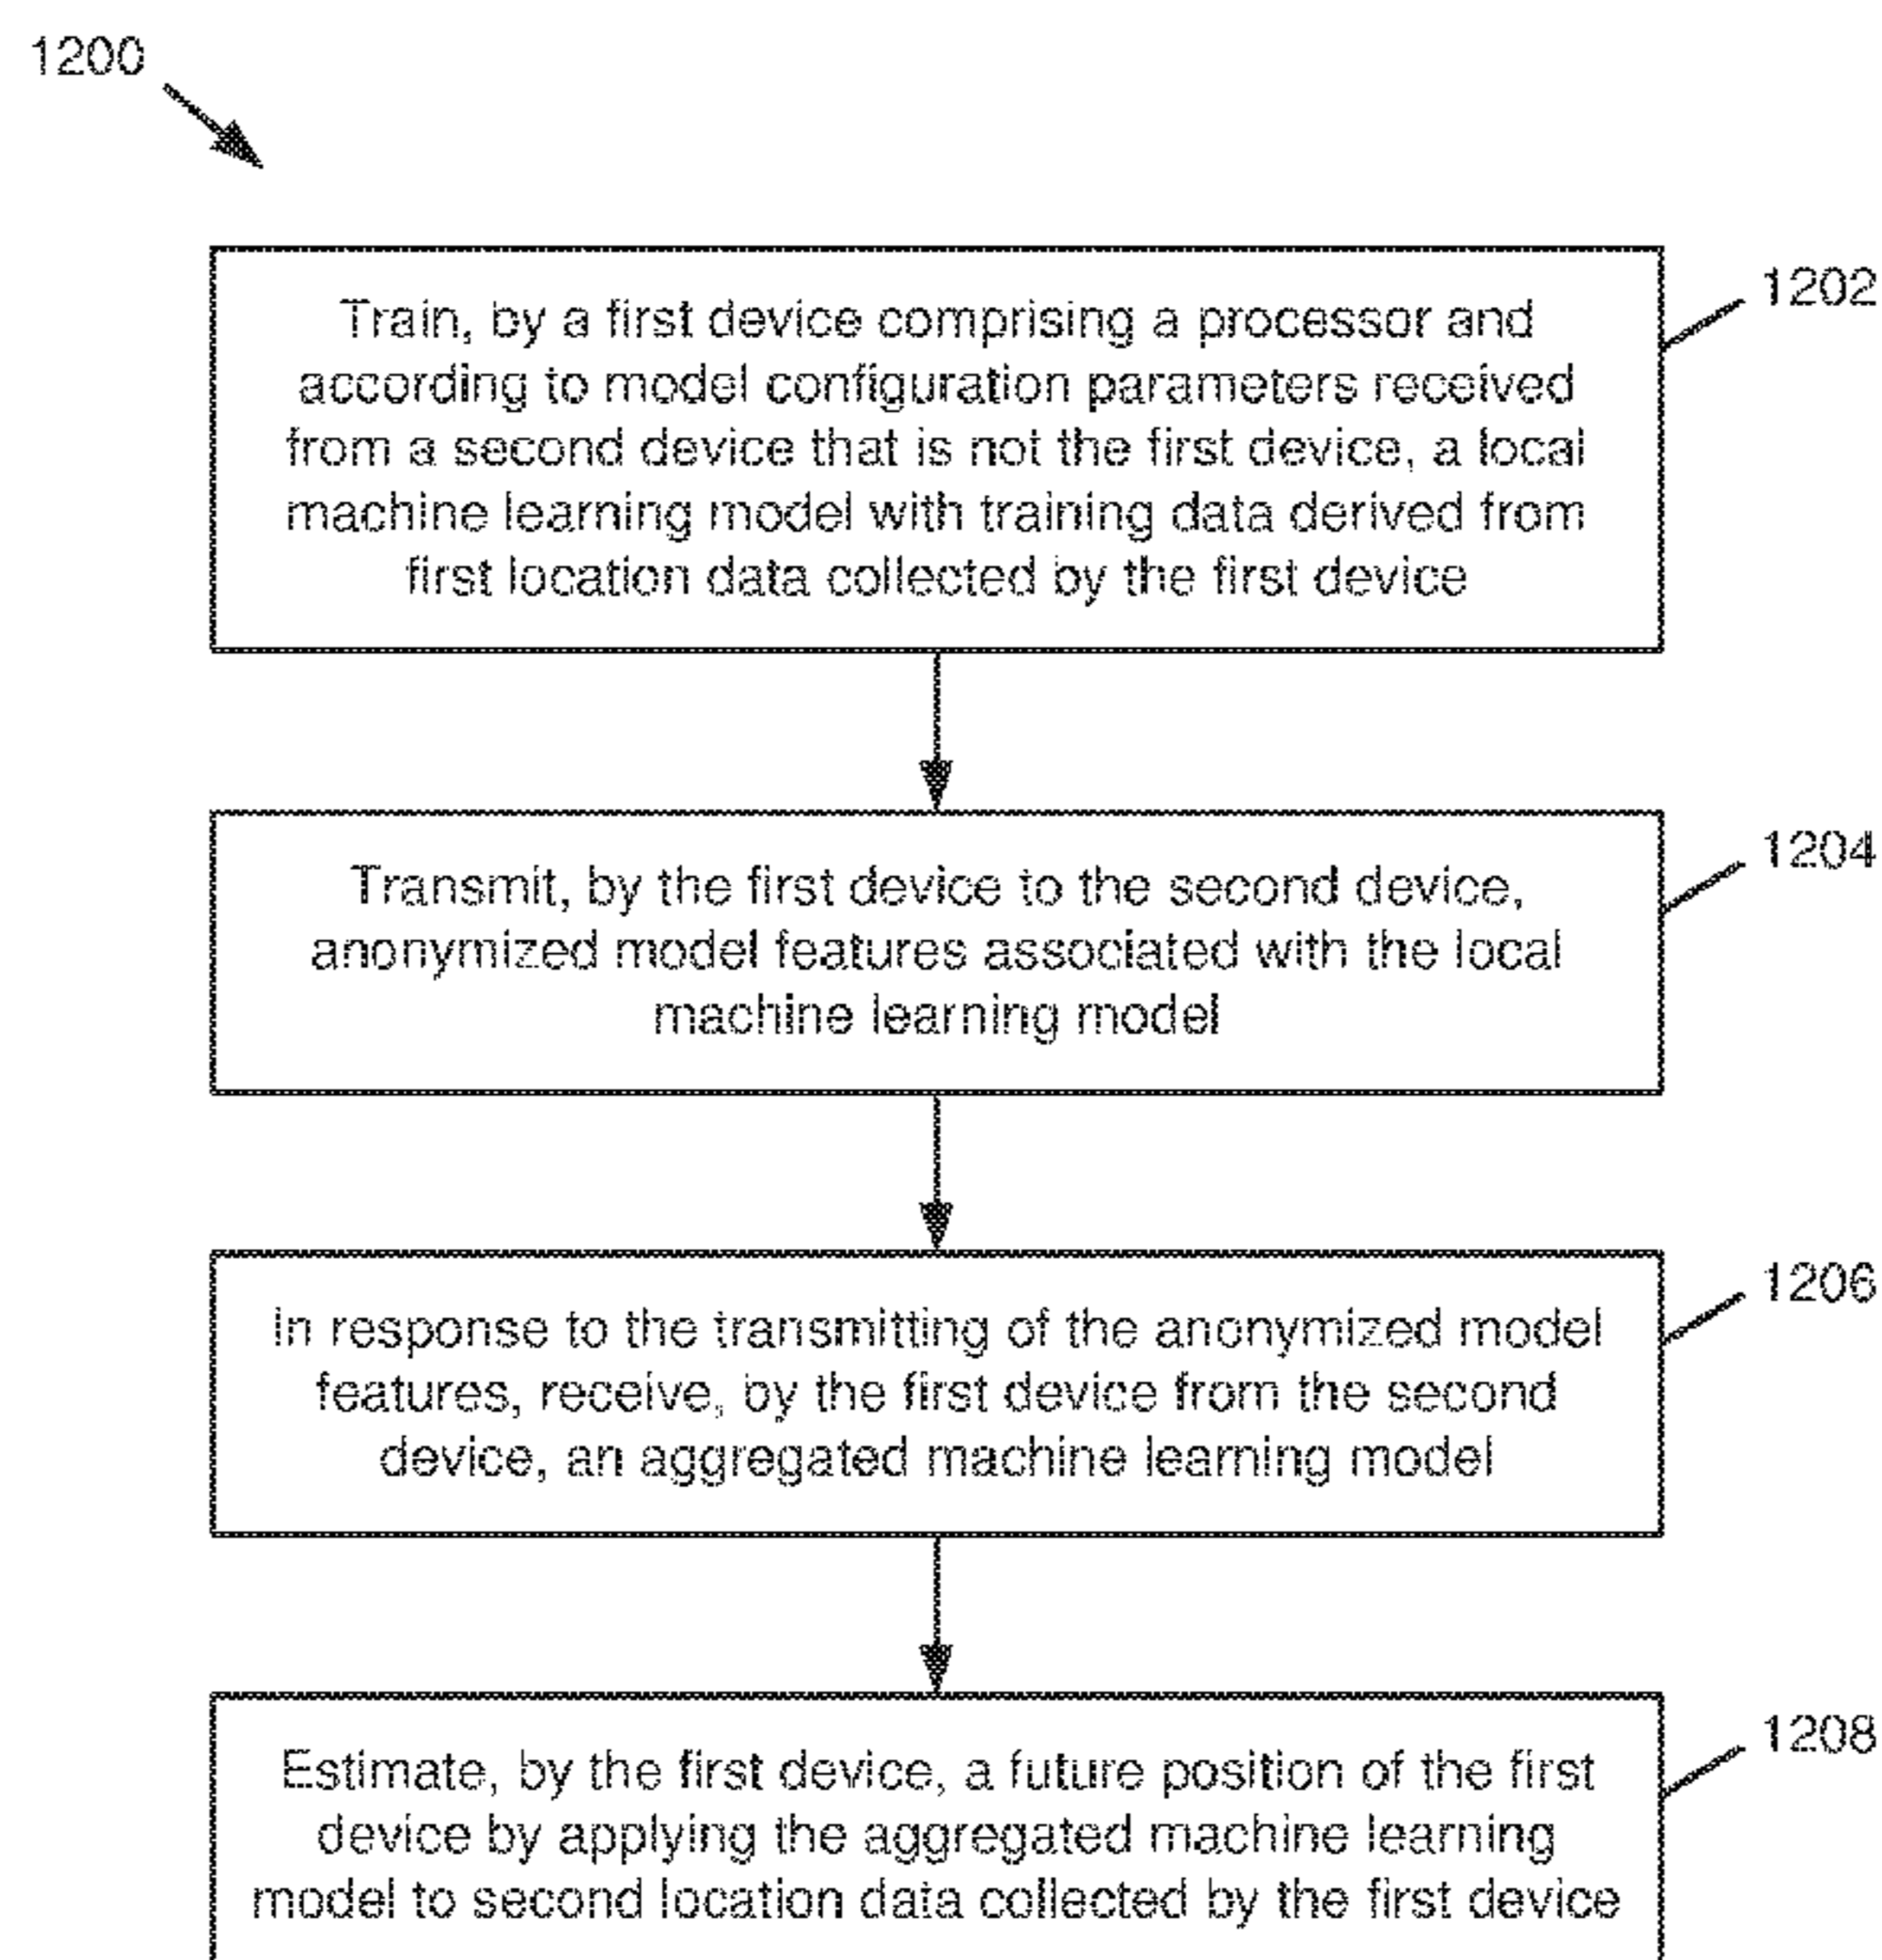 1200
Train, by a first device comprising a processor and
according to model configuration parameters received
from a second device that is not the first device, a local
machine learning model with training data derived from
first location data collected by the first device
1202
Transmit, by the first device to the second device,
anonymized model features associated with the local
machine learning model
1204
In response to the transmitting of the anonymized model
features, receive, by the first device from the second
device, an aggregated machine learning model
1206
Estimate, by the first device, a future position of the first
device by applying the aggregated machine learning
model to second location data collected by the first device
1208